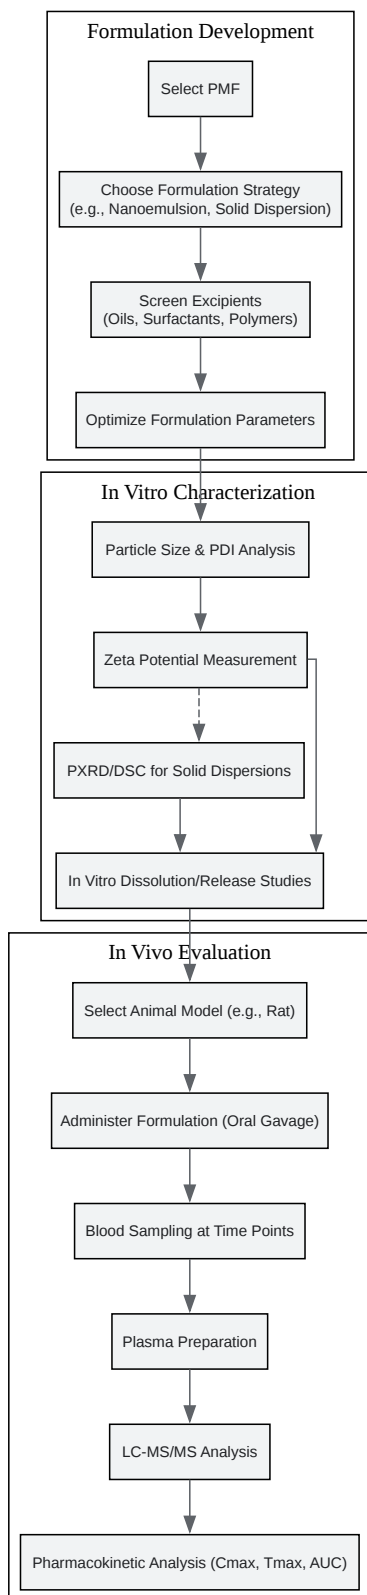 Formulation Development
Select PMF
Choose Formulation Strategy
(e.g., Nanoemulsion, Solid Dispersion)
Screen Excipients
(Oils, Surfactants, Polymers)
Optimize Formulation Parameters
In Vitro Characterization
Particle Size & PDI Analysis
Zeta Potential Measurement
PXRD/DSC for Solid Dispersions
In Vitro Dissolution/Release Studies
In Vivo Evaluation
Select Animal Model (e.g., Rat)
Administer Formulation (Oral Gavage)
Blood Sampling at Time Points
Plasma Preparation
LC-MS/MS Analysis
Pharmacokinetic Analysis (Cmax, Tmax, AUC)